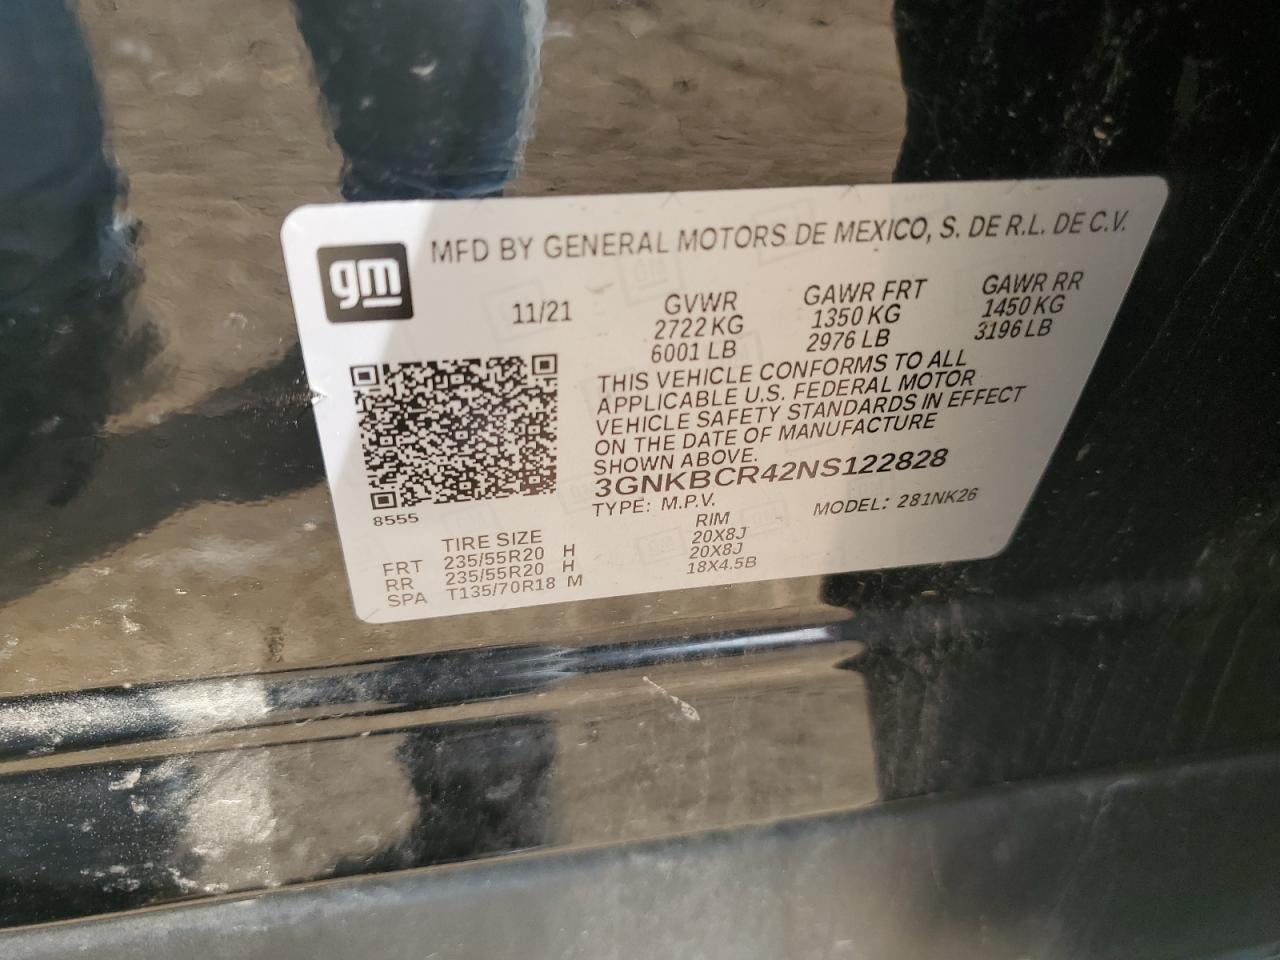 MFD BY GENERAL MOTORS DE MEXICO, S. DE R.L. DE C.V.
gm
11/21
GVWR
2722 KG
6001 LB
GAWR FRT
1350 KG
2976 LB
GAWR RR
1450 KG
3196 LB
THIS VEHICLE CONFORMS TO ALL
APPLICABLE U.S. FEDERAL MOTOR
VEHICLE SAFETY STANDARDS IN EFFECT
ON THE DATE OF MANUFACTURE
SHOWN ABOVE.
3GNKBCR42NS122828
TYPE: M.P.V. MODEL: 281NK26
8555
TIRE SIZE RIM
FRT 235/55R20 H 20X8J
RR 235/55R20 H 20X8J
SPA T135/70R18 M 18X4.5B